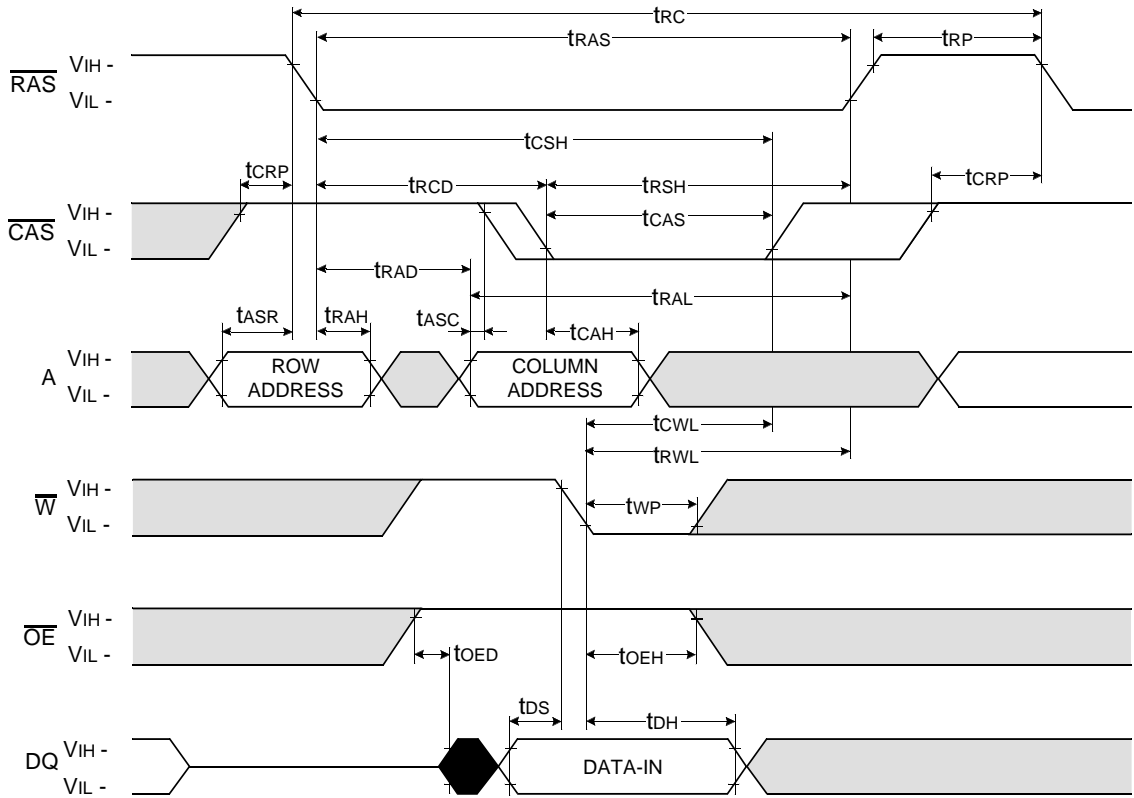 tRC
tRAS
tRP
RAS
VIH -
VIL -
tCSH
tCRP
tRCD
tRSH
tCRP
CAS
VIH -
VIL -
tCAS
tRAD
tRAL
tASR
tRAH
tASC
tCAH
A
VIH -
VIL -
ROW
ADDRESS
COLUMN
ADDRESS
tCWL
tRWL
W
VIH -
VIL -
tWP
OE
VIH -
VIL -
tOED
tOEH
tDS
tDH
DQ
VIH -
VIL -
DATA-IN